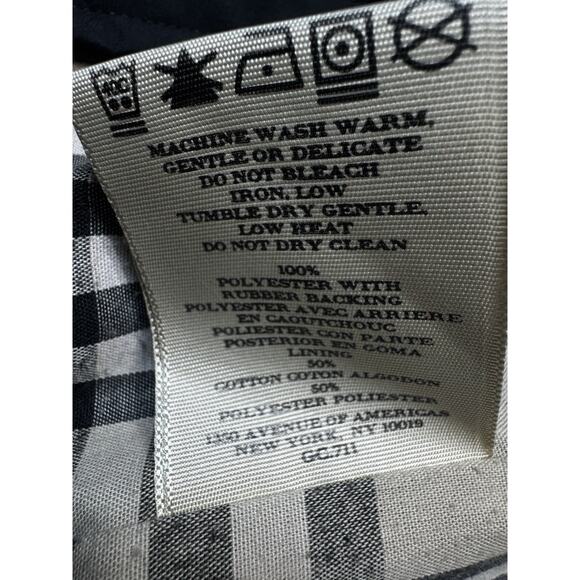 40C
MACHINE WASH WARM,
GENTLE OR DELICATE
DO NOT BLEACH
IRON, LOW
TUMBLE DRY GENTLE,
LOW HEAT
DO NOT DRY CLEAN
100%
POLYESTER WITH
RUBBER BACKING
POLYESTER AVEC ARRIERE
EN CAOUTCHOUC
POLIESTER CON PARTE
POSTERIOR EN GOMA
LINING
50%
COTTON COTON ALGODON
50%
POLYESTER POLIESTER
1350 AVENUE OF AMERICAS
NEW YORK, NY 10019
GC.711